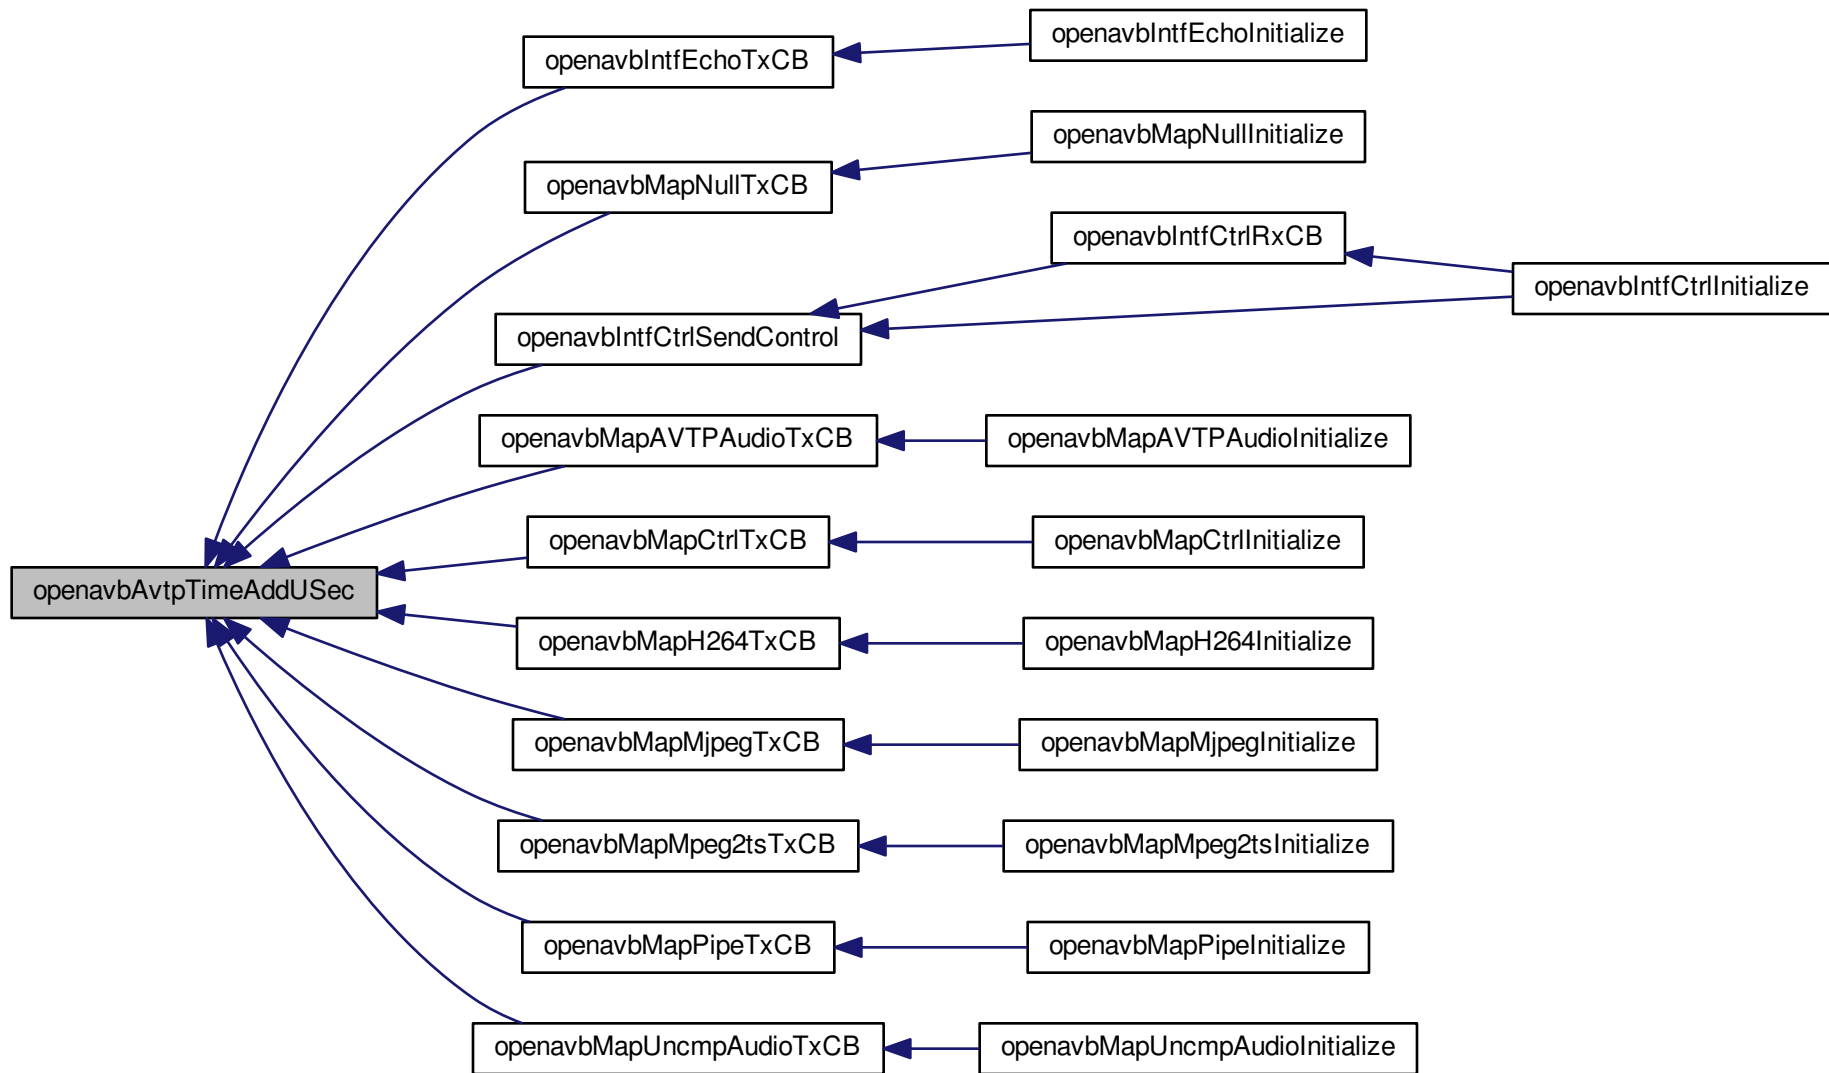 openavbIntfEchoInitialize
openavbIntfEchoTxCB
openavbMapNullInitialize
openavbMapNullTxCB
openavbIntfCtrlRxCB
openavbIntfCtrlInitialize
openavbIntfCtrlSendControl
openavbMapAVTPAudioTxCB
openavbMapAVTPAudioInitialize
openavbMapCtrlTxCB
openavbMapCtrlInitialize
openavbAvtpTimeAddUSec
openavbMapH264TxCB
openavbMapH264Initialize
openavbMapMjpegTxCB
openavbMapMjpegInitialize
openavbMapMpeg2tsTxCB
openavbMapMpeg2tsInitialize
openavbMapPipeTxCB
openavbMapPipeInitialize
openavbMapUncmpAudioTxCB
openavbMapUncmpAudioInitialize